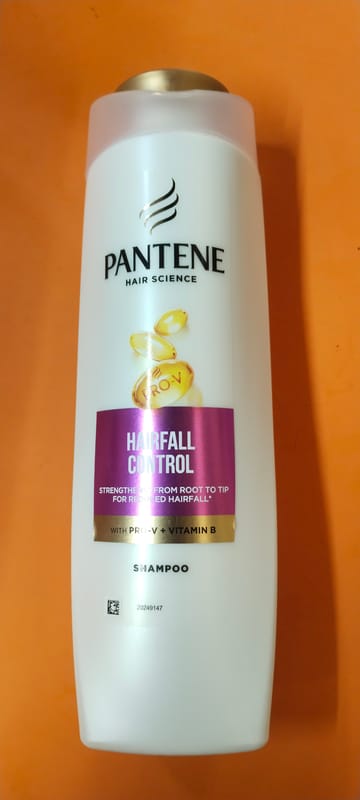 PANTENE
HAIR SCIENCE
PRO-V
HAIRFALL
CONTROL
STRENGTHENS FROM ROOT TO TIP
FOR REDUCED HAIRFALL*
WITH PRO-V + VITAMIN B
SHAMPOO
20249147